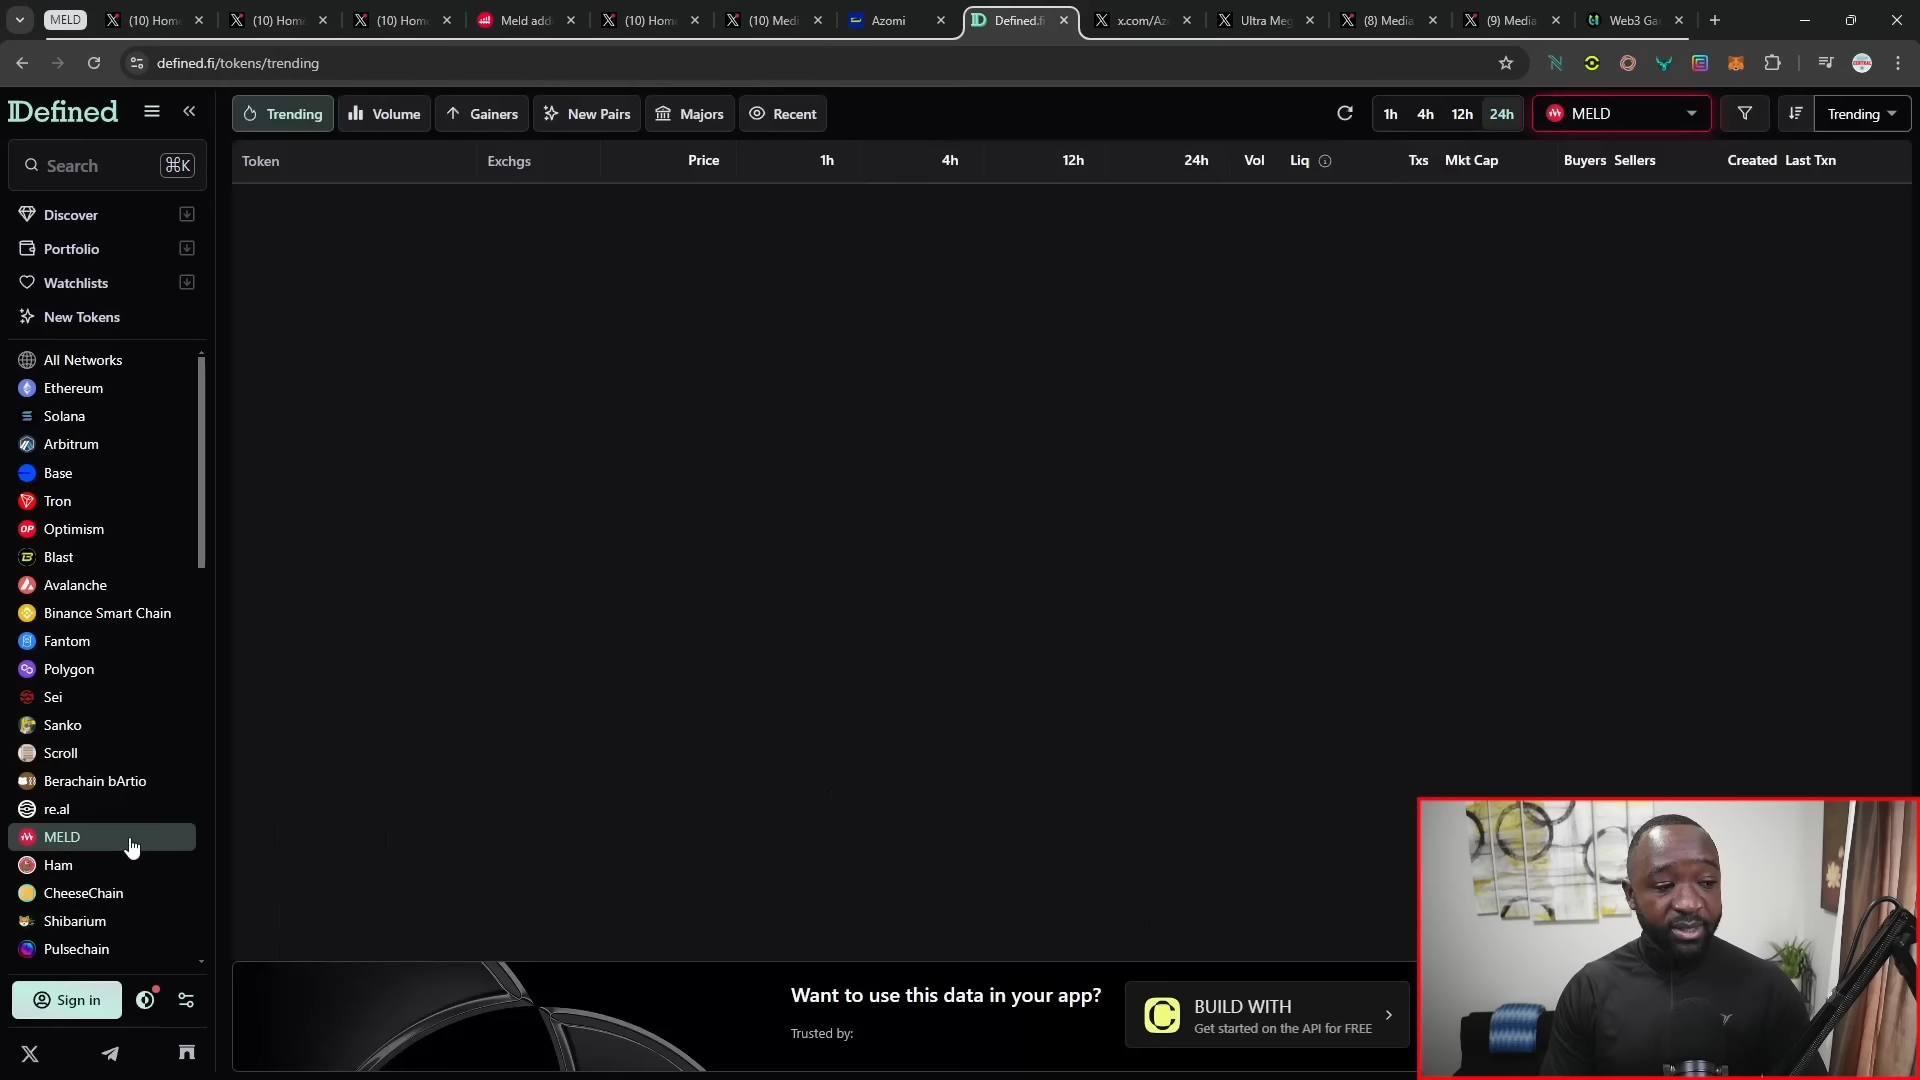 MELD
(10) Hom
(10) Hom
(10) Hom
Meld add
(10) Hom
(10) Medi
Azomi
Defined.fi
x.com/Az
Ultra Meg
(8) Media
(9) Media
Web3 Ga
defined.fi/tokens/trending
Defined
Search
⌘K
Discover
Portfolio
Watchlists
New Tokens
All Networks
Ethereum
Solana
Arbitrum
Base
Tron
OP
Optimism
Blast
Avalanche
Binance Smart Chain
Fantom
Polygon
Sei
Sanko
Scroll
Berachain bArtio
re.al
MELD
Ham
CheeseChain
Shibarium
Pulsechain
Sign in
Trending
Volume
Gainers
New Pairs
Majors
Recent
1h
4h
12h
24h
MELD
Trending
Token
Exchgs
Price
1h
4h
12h
24h
Vol
Liq
Txs
Mkt Cap
Buyers
Sellers
Created
Last Txn
Want to use this data in your app?
Trusted by:
BUILD WITH
Get started on the API for FREE